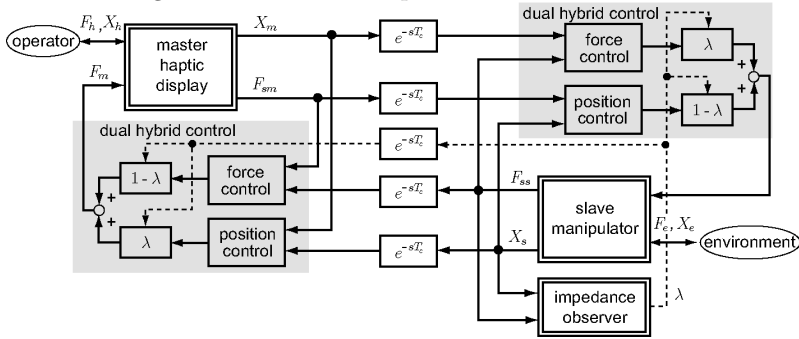 dual hybrid control
F_h, X_h
X_m
operator
master
haptic
display
e^{-sT_c}
force
control
λ
+
+
F_m
F_sm
e^{-sT_c}
position
control
1 - λ
dual hybrid control
e^{-sT_c}
1 - λ
force
control
e^{-sT_c}
F_ss
slave
manipulator
+
+
λ
position
control
e^{-sT_c}
X_s
F_e, X_e
environment
impedance
observer
λ